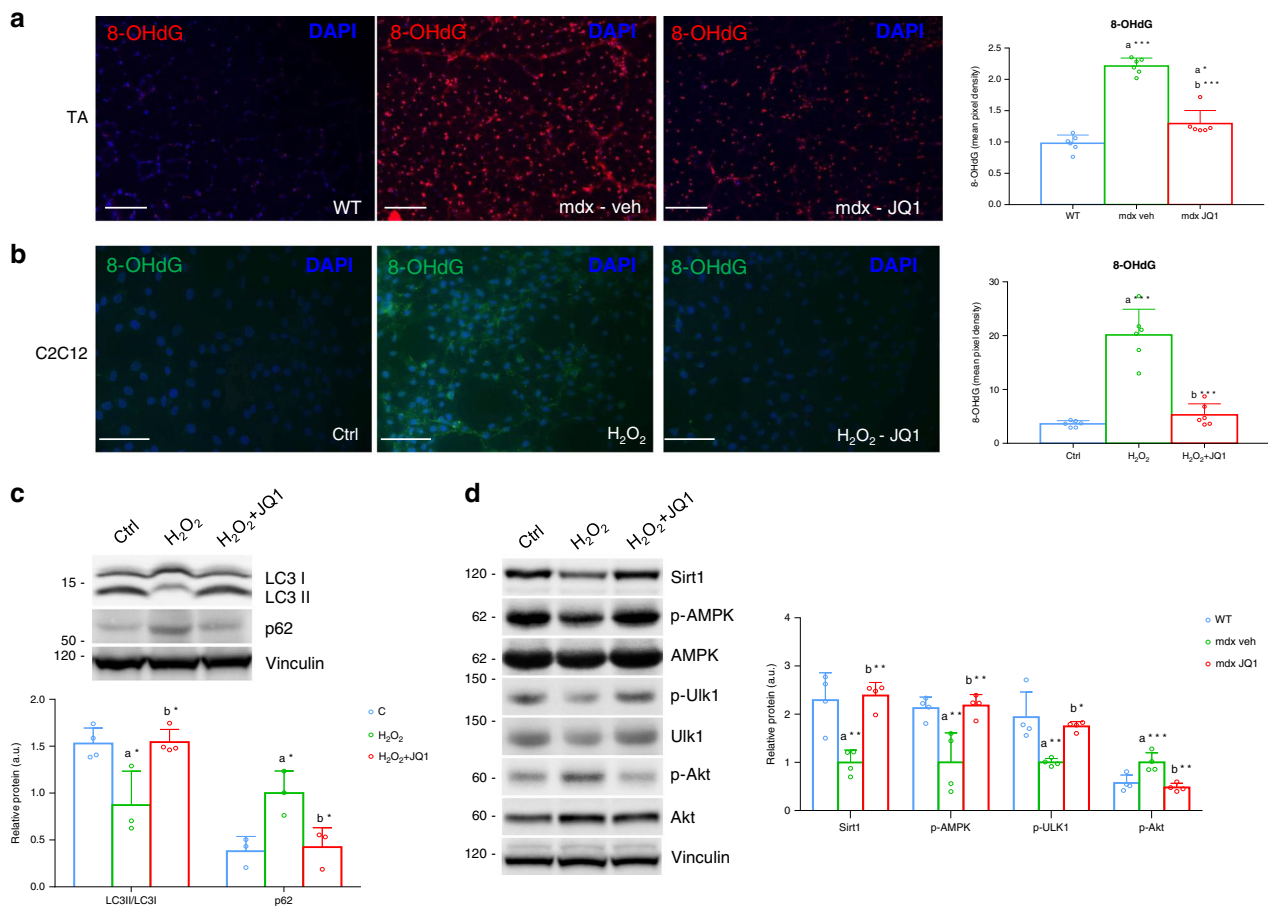 a
8-OHdG DAPI
8-OHdG DAPI
8-OHdG DAPI
TA
WT
mdx - veh
mdx - JQ1
8-OHdG
8-OHdG (mean pixel density)
2.5
2.0
1.5
1.0
0.5
0.0
a ***
a *
b ***
WT mdx veh mdx JQ1
b
8-OHdG DAPI
8-OHdG DAPI
8-OHdG DAPI
C2C12
Ctrl
H₂O₂
H₂O₂ - JQ1
8-OHdG
8-OHdG (mean pixel density)
30
20
10
0
a ***
b ***
Ctrl H₂O₂ H₂O₂+JQ1
c
Ctrl H₂O₂ H₂O₂+JQ1
15 -
LC3 I
LC3 II
p62
50 -
120 -
Vinculin
Relative protein (a.u.)
2.0
1.5
1.0
0.5
0.0
a *
b *
a *
b *
LC3II/LC3I p62
C
H₂O₂
H₂O₂+JQ1
d
Ctrl H₂O₂ H₂O₂+JQ1
120 - Sirt1
62 - p-AMPK
62 - AMPK
150 -
p-Ulk1
150 -
Ulk1
60 - p-Akt
60 - Akt
120 - Vinculin
Relative protein (a.u.)
4
3
2
1
0
a **
b **
a **
b **
a **
b *
a ***
b **
Sirt1 p-AMPK p-ULK1 p-Akt
WT
mdx veh
mdx JQ1